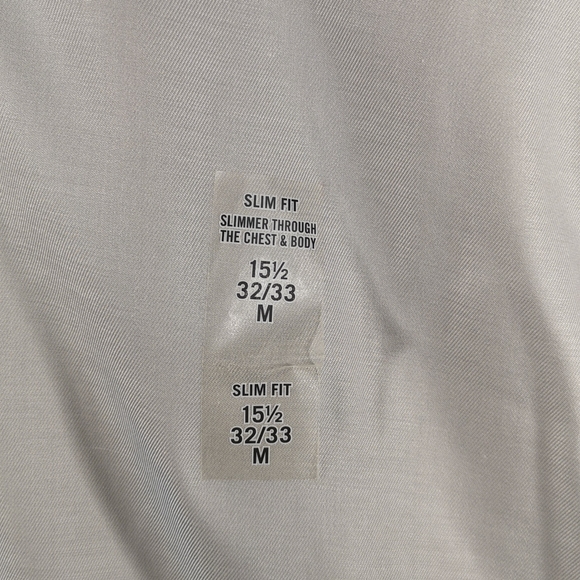 SLIM FIT
SLIMMER THROUGH
THE CHEST & BODY
15½
32/33
M
SLIM FIT
15½
32/33
M